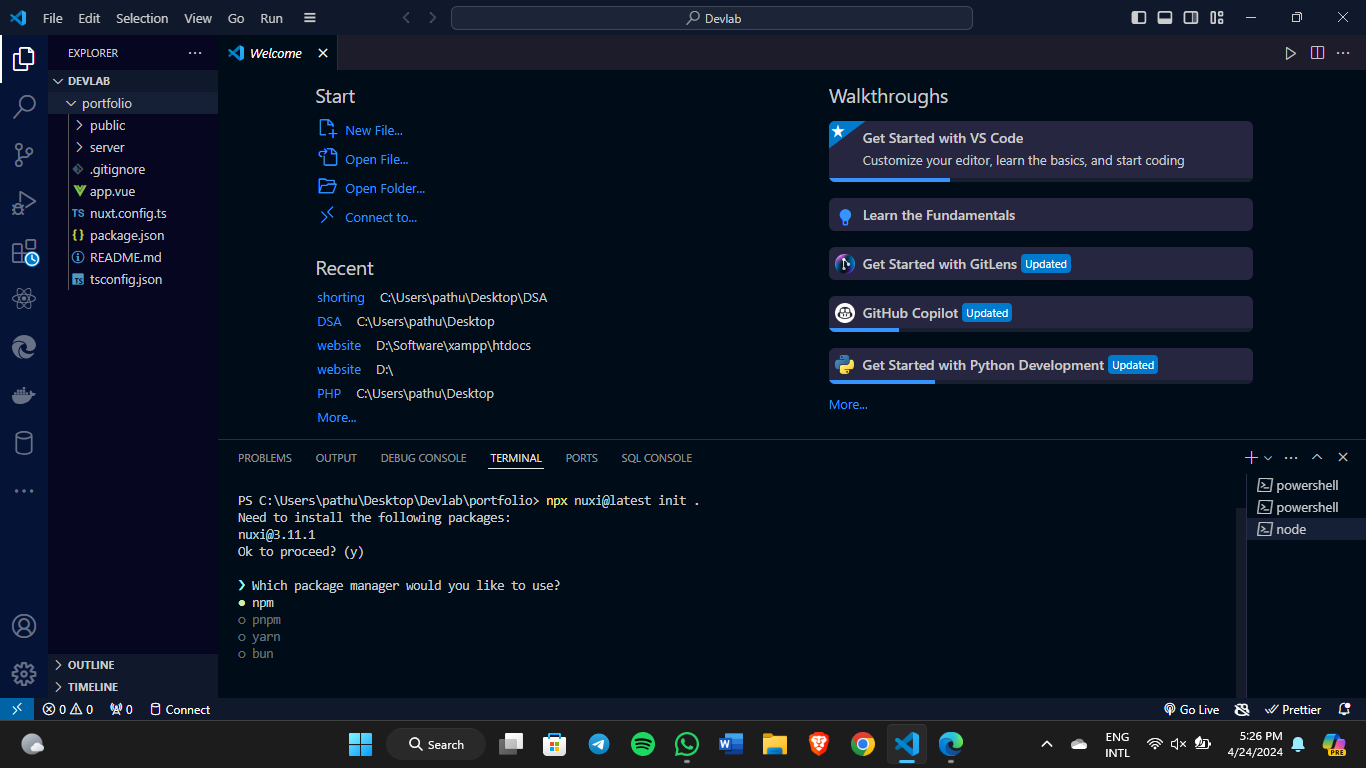 File Edit Selection View Go Run
Devlab
EXPLORER
Welcome
DEVLAB
portfolio
public
server
.gitignore
app.vue
TS nuxt.config.ts
{} package.json
README.md
TS tsconfig.json
OUTLINE
TIMELINE
Start
New File...
Open File...
Open Folder...
Connect to...
Recent
shorting C:\Users\pathu\Desktop\DSA
DSA C:\Users\pathu\Desktop
website D:\Software\xampp\htdocs
website D:\
PHP C:\Users\pathu\Desktop
More...
Walkthroughs
Get Started with VS Code
Customize your editor, learn the basics, and start coding
Learn the Fundamentals
Get Started with GitLens Updated
GitHub Copilot Updated
Get Started with Python Development Updated
More...
PROBLEMS OUTPUT DEBUG CONSOLE TERMINAL PORTS SQL CONSOLE
PS C:\Users\pathu\Desktop\Devlab\portfolio> npx nuxi@latest init .
Need to install the following packages:
nuxi@3.11.1
Ok to proceed? (y)
❯ Which package manager would you like to use?
● npm
○ pnpm
○ yarn
○ bun
powershell
powershell
node
0 0 0 Connect
Go Live Prettier
Search
ENG
INTL
5:26 PM
4/24/2024
PRE